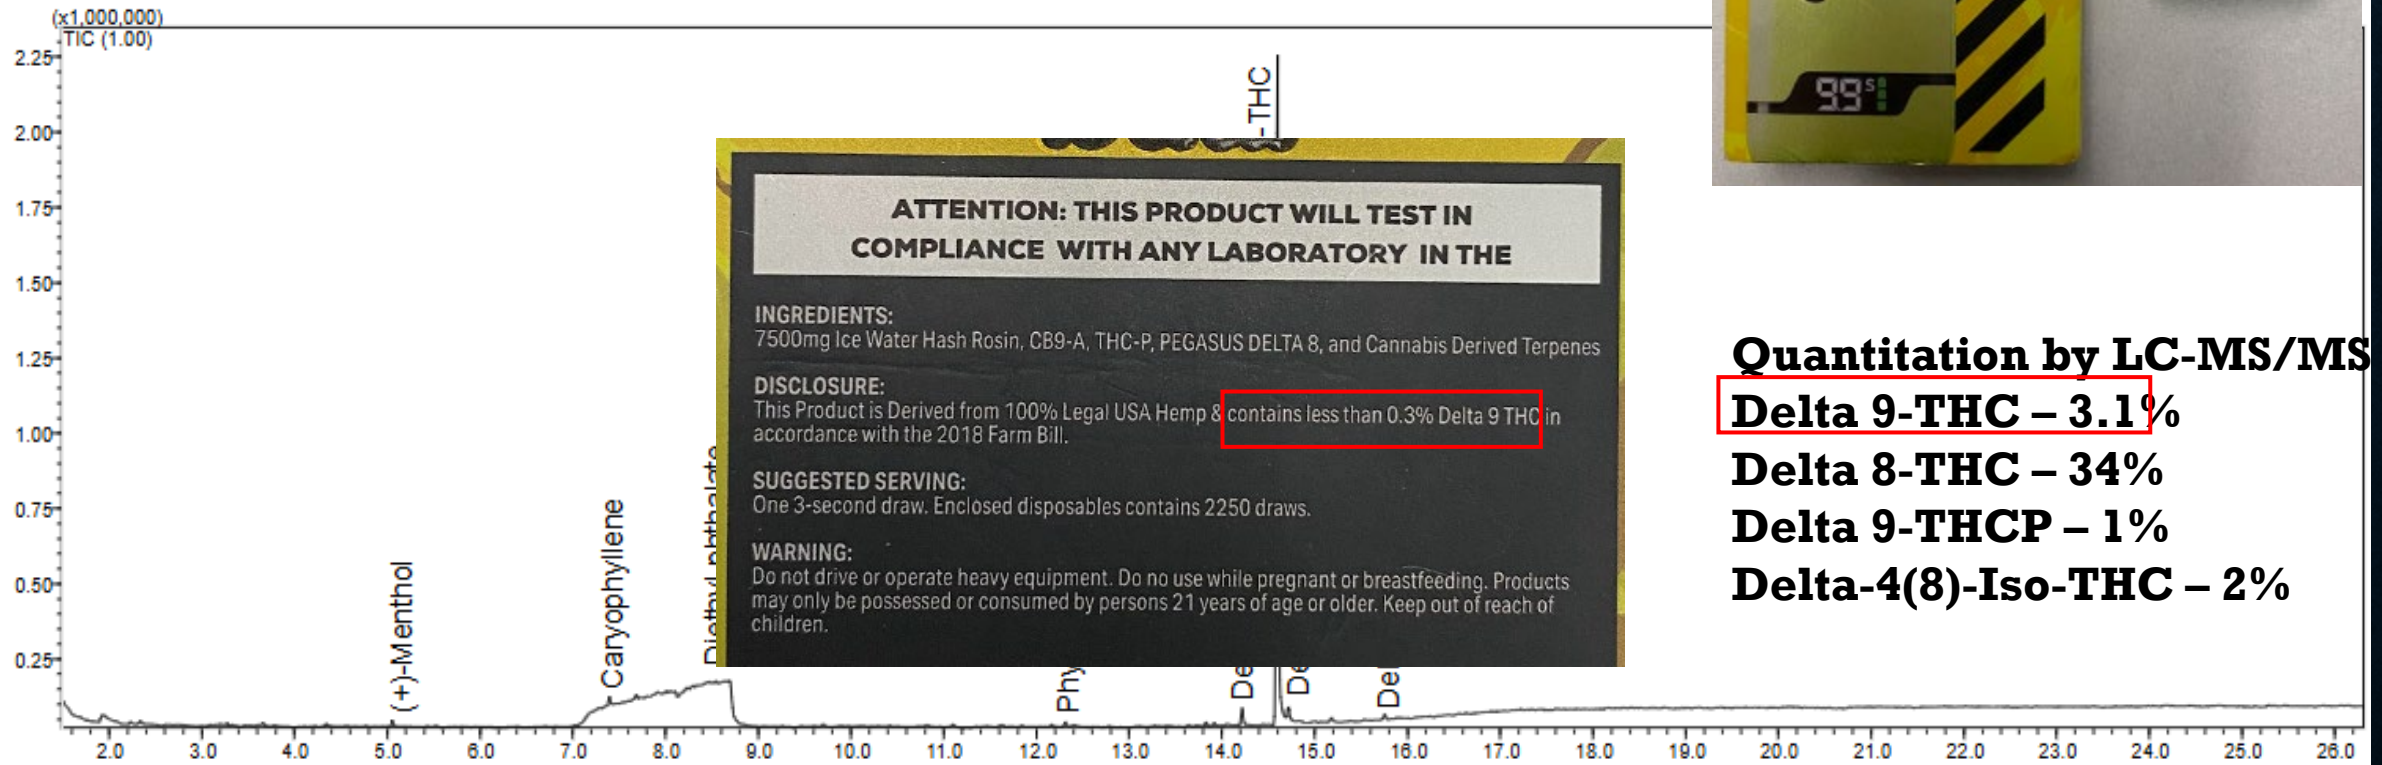 (x1,000,000)
TIC (1.00)
2.25
2.00
1.75
1.50
1.25
1.00
0.75
0.50
0.25
(+)-Menthol
Caryophyllene
Diethyl phthalate
-THC
ATTENTION: THIS PRODUCT WILL TEST IN
COMPLIANCE WITH ANY LABORATORY IN THE
INGREDIENTS:
7500mg Ice Water Hash Rosin, CB9-A, THC-P, PEGASUS DELTA 8, and Cannabis Derived Terpenes
DISCLOSURE:
This Product is Derived from 100% Legal USA Hemp & contains less than 0.3% Delta 9 THC in
accordance with the 2018 Farm Bill.
SUGGESTED SERVING:
One 3-second draw. Enclosed disposables contains 2250 draws.
WARNING:
Do not drive or operate heavy equipment. Do no use while pregnant or breastfeeding. Products
may only be possessed or consumed by persons 21 years of age or older. Keep out of reach of
children.
Phy
De
De
Del
99s
Quantitation by LC-MS/MS
Delta 9-THC – 3.1%
Delta 8-THC – 34%
Delta 9-THCP – 1%
Delta-4(8)-Iso-THC – 2%
2.0 3.0 4.0 5.0 6.0 7.0 8.0 9.0 10.0 11.0 12.0 13.0 14.0 15.0 16.0 17.0 18.0 19.0 20.0 21.0 22.0 23.0 24.0 25.0 26.0